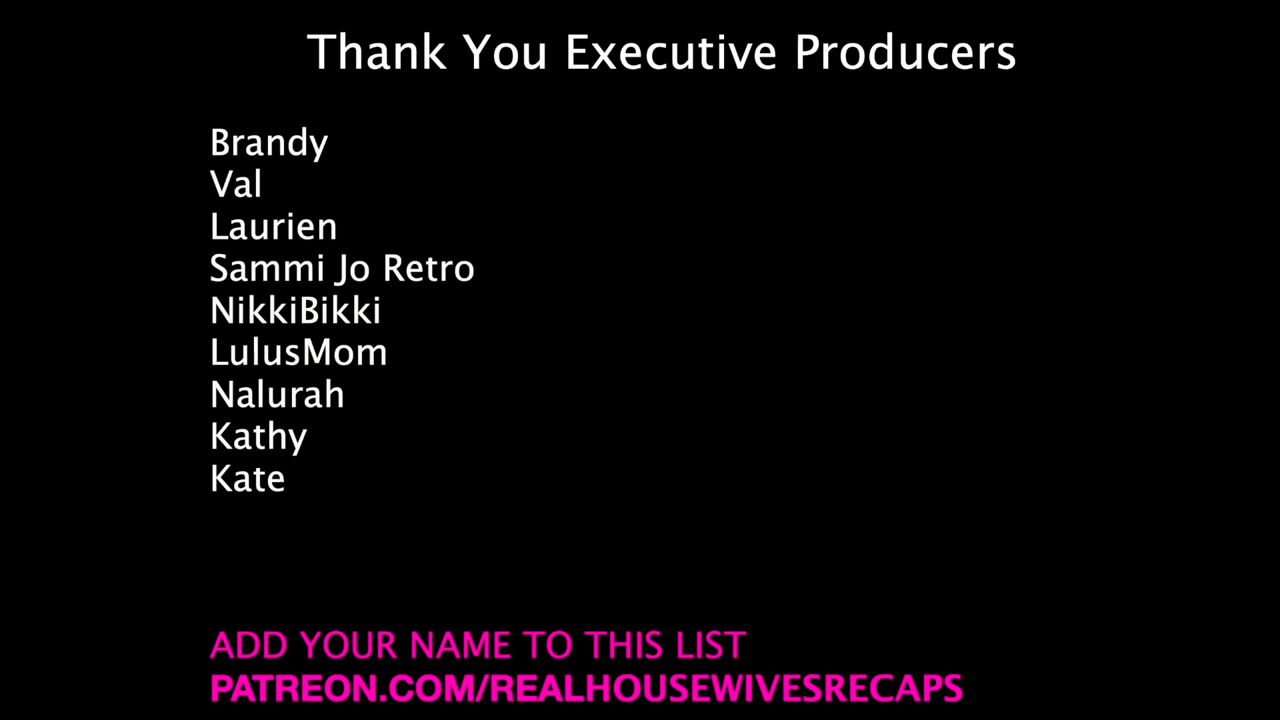 Thank You Executive Producers
Brandy
Val
Laurien
Sammi Jo Retro
NikkiBikki
LulusMom
Nalurah
Kathy
Kate
ADD YOUR NAME TO THIS LIST
PATREON.COM/REALHOUSEWIVESRECAPS